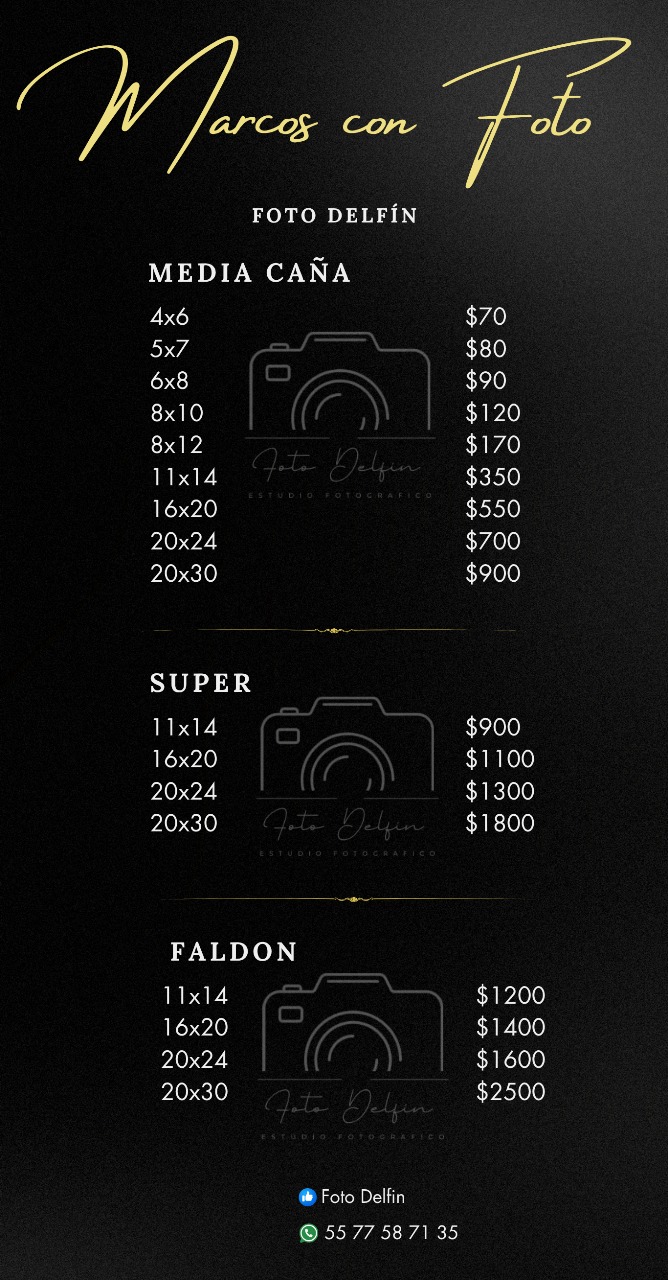 Marcos con Foto
FOTO DELFÍN
MEDIA CAÑA
4x6 $70
5x7 $80
6x8 $90
8x10 $120
8x12 $170
11x14 $350
16x20 $550
20x24 $700
20x30 $900
Foto Delfin
ESTUDIO FOTOGRAFICO
SUPER
11x14 $900
16x20 $1100
20x24 $1300
20x30 $1800
Foto Delfin
ESTUDIO FOTOGRAFICO
FALDON
11x14 $1200
16x20 $1400
20x24 $1600
20x30 $2500
Foto Delfin
ESTUDIO FOTOGRAFICO
Foto Delfin
55 77 58 71 35